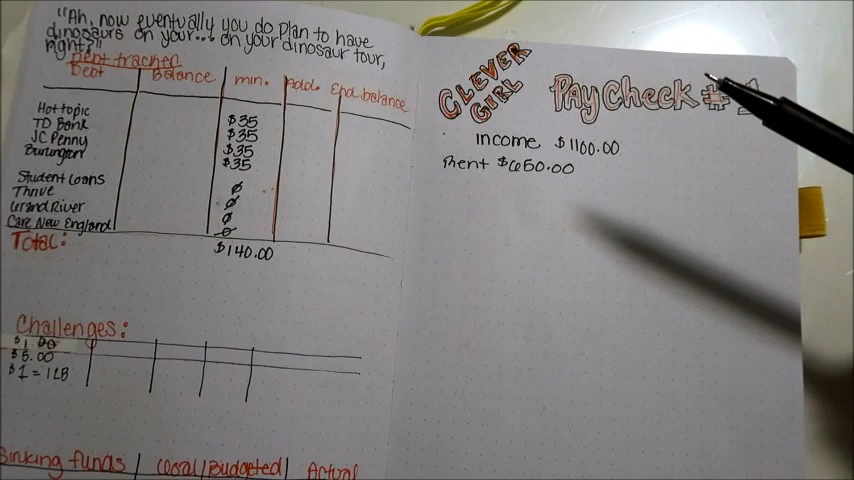 "Ah, now eventually you do plan to have
dinosaurs on your... on your dinosaur tour,
right?"
Debt tracker
Debt Balance min. Add. End.balance
Hot topic $35
TD Bank $35
JC Penny $35
Burlington $35
Student Loans ∅
Thrive ∅
Grand River ∅
Care New England ∅
Total: $140.00
Challenges:
$1.00
$5.00
$1 = 1LB
Sinking funds Goal/Budgeted Actual
CLEVER
GIRL
PAYCheck # 1
Income $1100.00
Rent $650.00